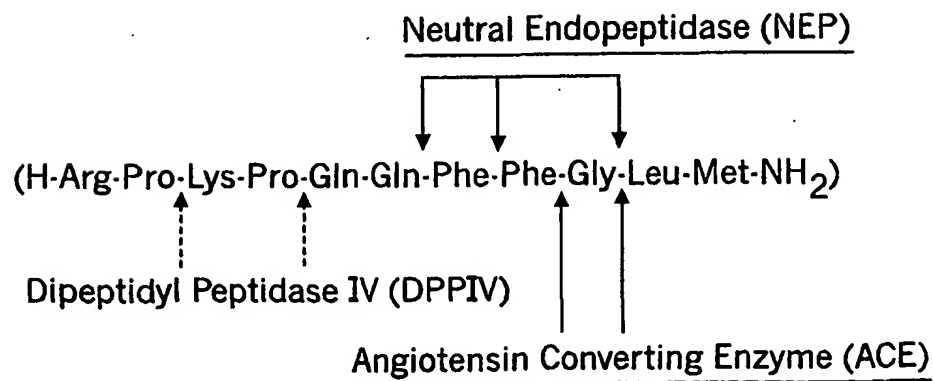 Neutral Endopeptidase (NEP)
(H-Arg-Pro-Lys-Pro-Gln-Gln-Phe-Phe-Gly-Leu-Met-NH2)
Dipeptidyl Peptidase IV (DPPIV)
Angiotensin Converting Enzyme (ACE)